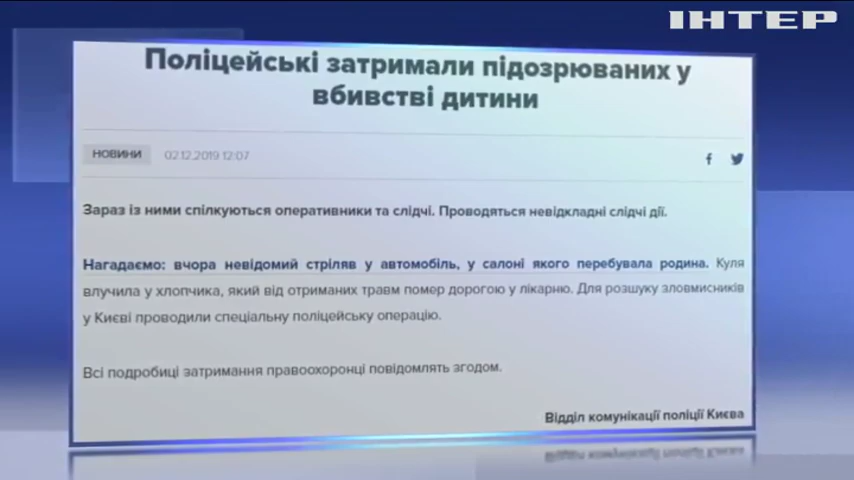 ІНТЕР
Поліцейські затримали підозрюваних у
вбивстві дитини
НОВИНИ 02.12.2019 12:07
Зараз із ними спілкуються оперативники та слідчі. Проводяться невідкладні слідчі дії.
Нагадаємо: вчора невідомий стріляв у автомобіль, у салоні якого перебувала родина. Куля
влучила у хлопчика, який від отриманих травм помер дорогою у лікарню. Для розшуку зловмисників
у Києві проводили спеціальну поліцейську операцію.
Всі подробиці затримання правоохоронці повідомлять згодом.
Відділ комунікації поліції Києва